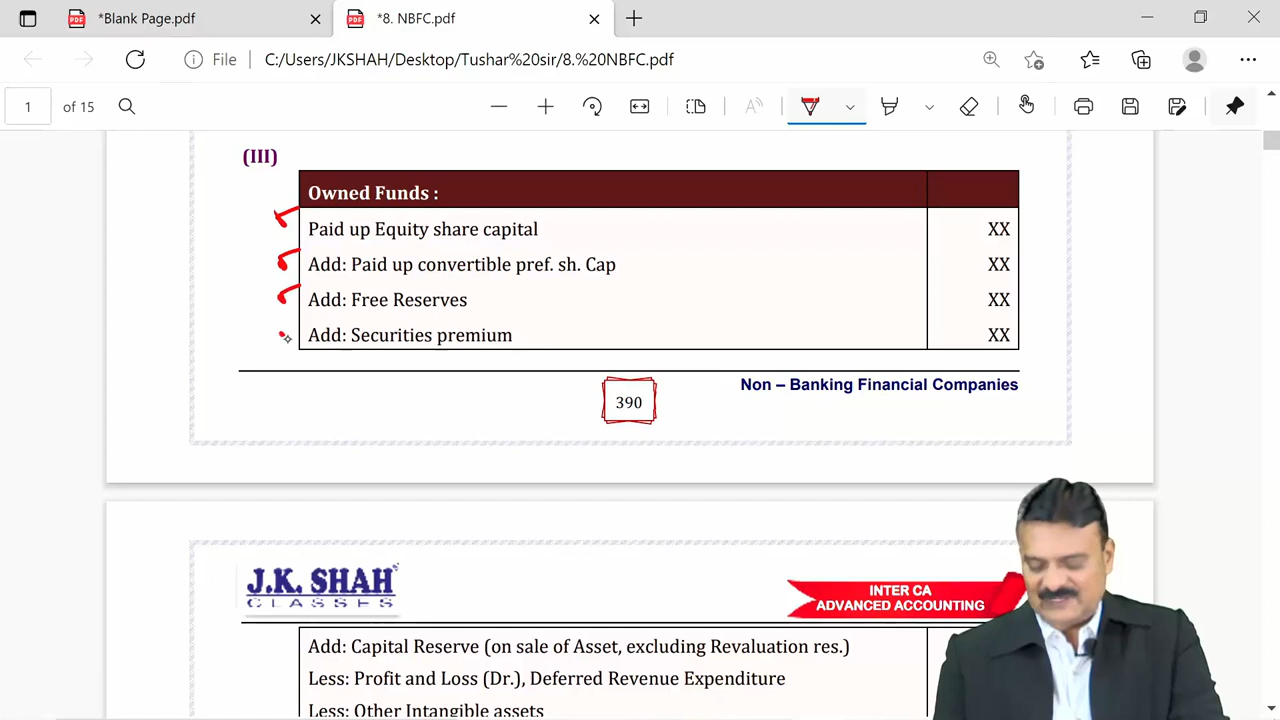 *Blank Page.pdf
*8. NBFC.pdf
File C:/Users/JKSHAH/Desktop/Tushar%20sir/8.%20NBFC.pdf
1 of 15
(III)
Owned Funds :
Paid up Equity share capital XX
Add: Paid up convertible pref. sh. Cap XX
Add: Free Reserves XX
Add: Securities premium XX
Non – Banking Financial Companies
390
J.K. SHAH
CLASSES
INTER CA
ADVANCED ACCOUNTING
Add: Capital Reserve (on sale of Asset, excluding Revaluation res.)
Less: Profit and Loss (Dr.), Deferred Revenue Expenditure
Less: Other Intangible assets